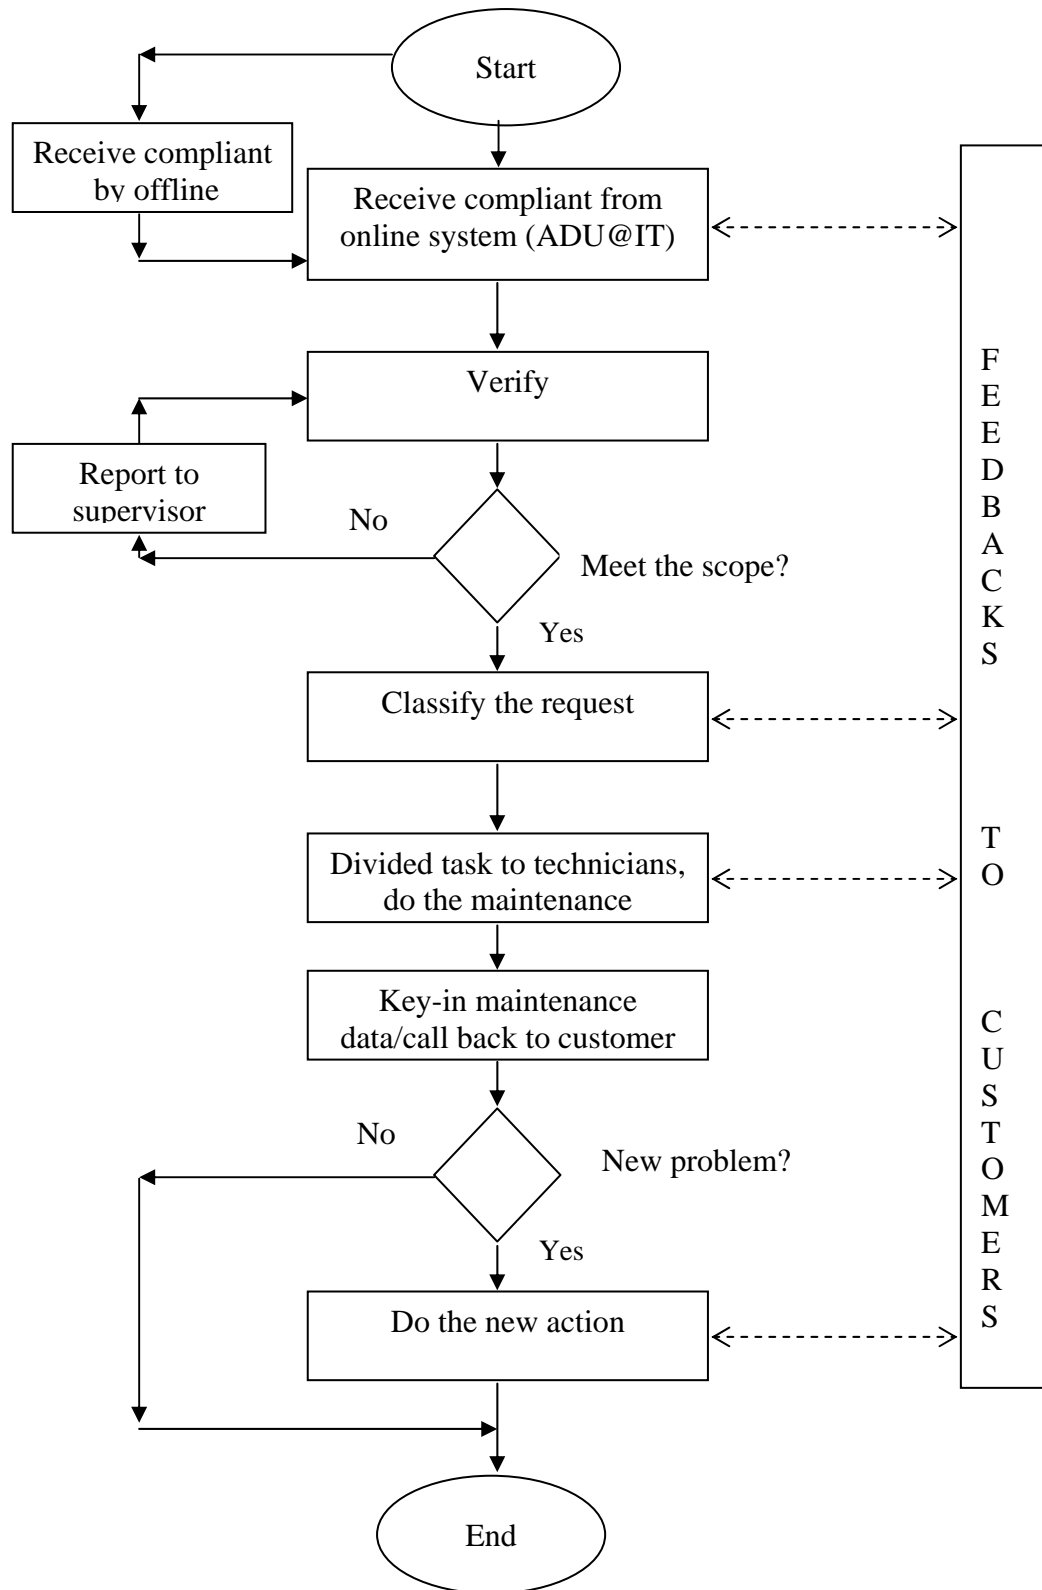 Start
Receive compliant
by offline
Receive compliant from
online system (ADU@IT)
Verify
Report to
supervisor
No
Meet the scope?
Yes
Classify the request
Divided task to technicians,
do the maintenance
Key-in maintenance
data/call back to customer
No
New problem?
Yes
Do the new action
End
F
E
E
D
B
A
C
K
S
T
O
C
U
S
T
O
M
E
R
S